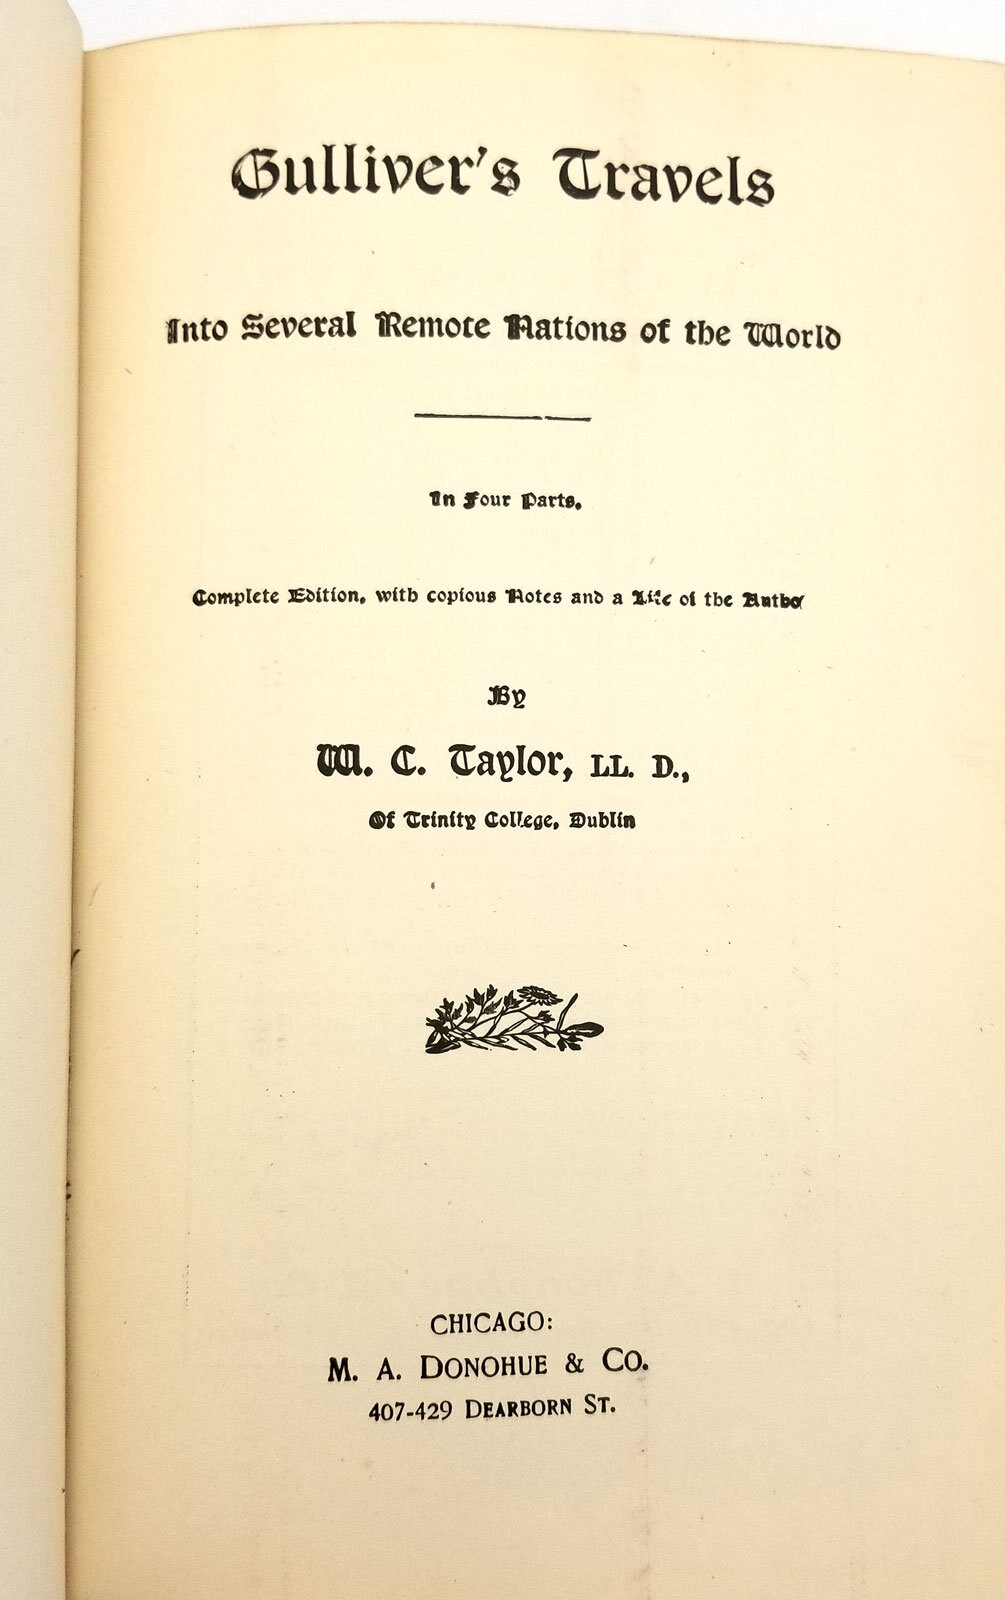 Gulliver's Travels
Into Several Remote Nations of the World
In Four Parts.
Complete Edition, with copious Notes and a Life of the Autho
By
W. C. Taylor, LL. D.,
Of Trinity College, Dublin
CHICAGO:
M. A. DONOHUE & CO.
407-429 DEARBORN ST.